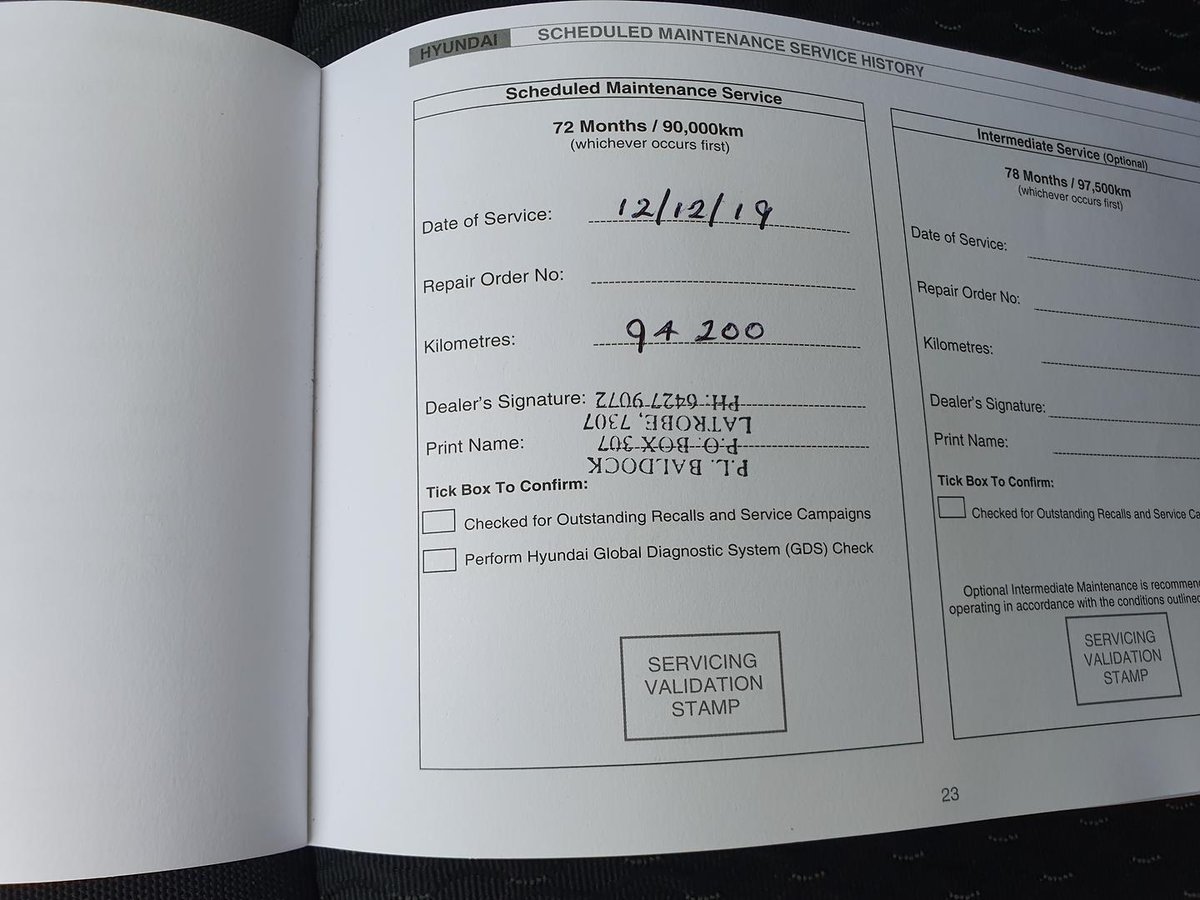 HYUNDAI
SCHEDULED MAINTENANCE SERVICE HISTORY
Scheduled Maintenance Service
72 Months / 90,000km
(whichever occurs first)
Date of Service: 12/12/19
Repair Order No:
Kilometres: 94 200
Dealer's Signature:
Print Name:
P.L. BALDOCK
P.O. BOX 307
LATROBE, 7307
PH: 6427 9072
Tick Box To Confirm:
Checked for Outstanding Recalls and Service Campaigns
Perform Hyundai Global Diagnostic System (GDS) Check
SERVICING
VALIDATION
STAMP
Intermediate Service (Optional)
78 Months / 97,500km
(whichever occurs first)
Date of Service:
Repair Order No:
Kilometres:
Dealer's Signature:
Print Name:
Tick Box To Confirm:
Checked for Outstanding Recalls and Service
Optional Intermediate Maintenance is
operating in accordance with the conditions outlined
SERVICING
VALIDATION
STAMP
23